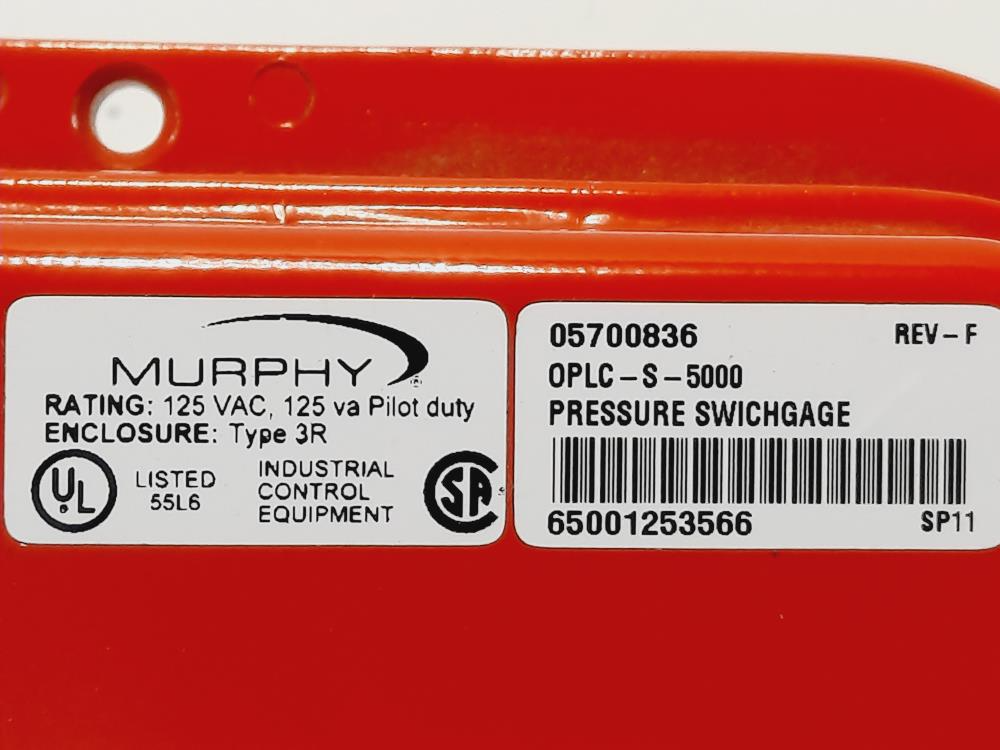 MURPHY®
RATING: 125 VAC, 125 va Pilot duty
ENCLOSURE: Type 3R
UL
LISTED
55L6
INDUSTRIAL
CONTROL
EQUIPMENT
SA
05700836 REV-F
OPLC-S-5000
PRESSURE SWICHGAGE
65001253566 SP11